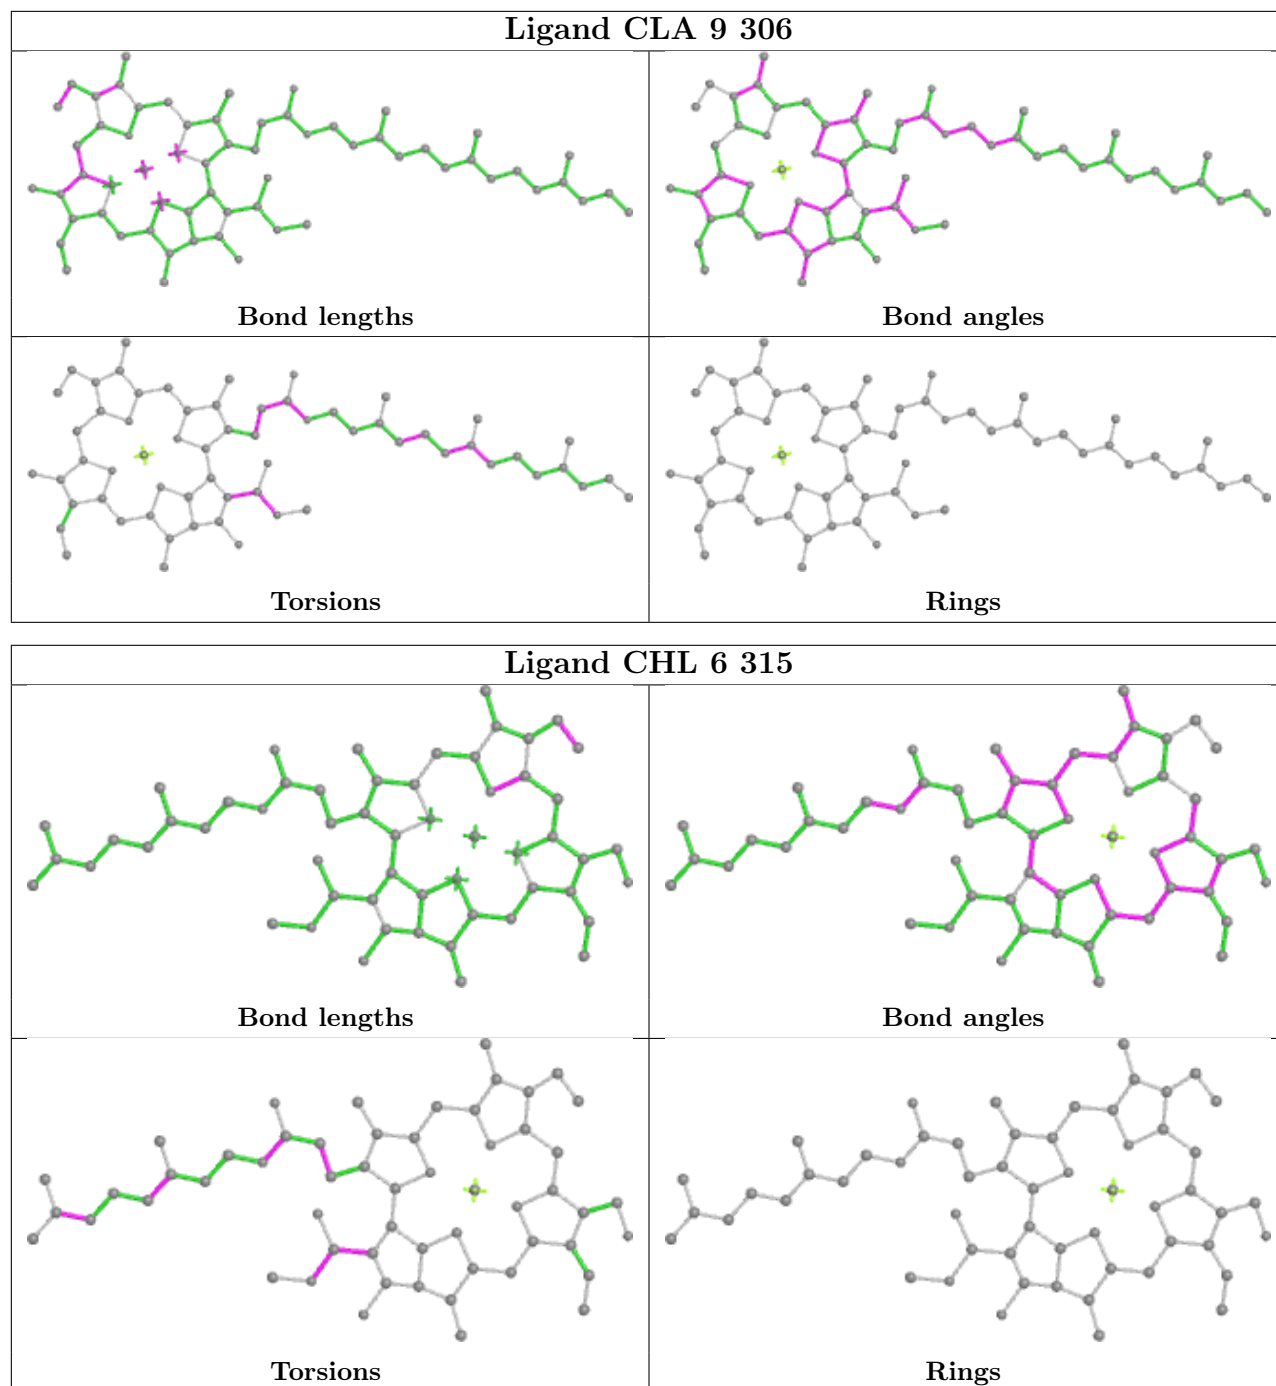 Ligand CLA 9 306
Bond lengths
Bond angles
Torsions
Rings
Ligand CHL 6 315
Bond lengths
Bond angles
Torsions
Rings